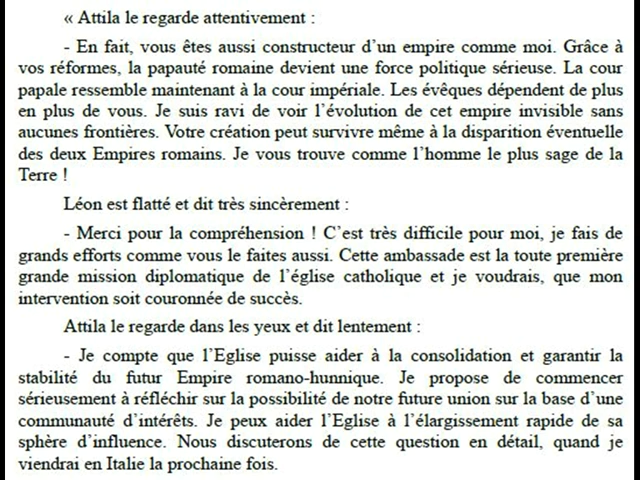 « Attila le regarde attentivement :
- En fait, vous êtes aussi constructeur d’un empire comme moi. Grâce à
vos réformes, la papauté romaine devient une force politique sérieuse. La cour
papale ressemble maintenant à la cour impériale. Les évêques dépendent de plus
en plus de vous. Je suis ravi de voir l’évolution de cet empire invisible sans
aucunes frontières. Votre création peut survivre même à la disparition éventuelle
des deux Empires romains. Je vous trouve comme l’homme le plus sage de la
Terre !
Léon est flatté et dit très sincèrement :
- Merci pour la compréhension ! C’est très difficile pour moi, je fais de
grands efforts comme vous le faites aussi. Cette ambassade est la toute première
grande mission diplomatique de l’église catholique et je voudrais, que mon
intervention soit couronnée de succès.
Attila le regarde dans les yeux et dit lentement :
- Je compte que l’Eglise puisse aider à la consolidation et garantir la
stabilité du futur Empire romano-hunnique. Je propose de commencer
sérieusement à réfléchir sur la possibilité de notre future union sur la base d’une
communauté d’intérêts. Je peux aider l’Eglise à l’élargissement rapide de sa
sphère d’influence. Nous discuterons de cette question en détail, quand je
viendrai en Italie la prochaine fois.